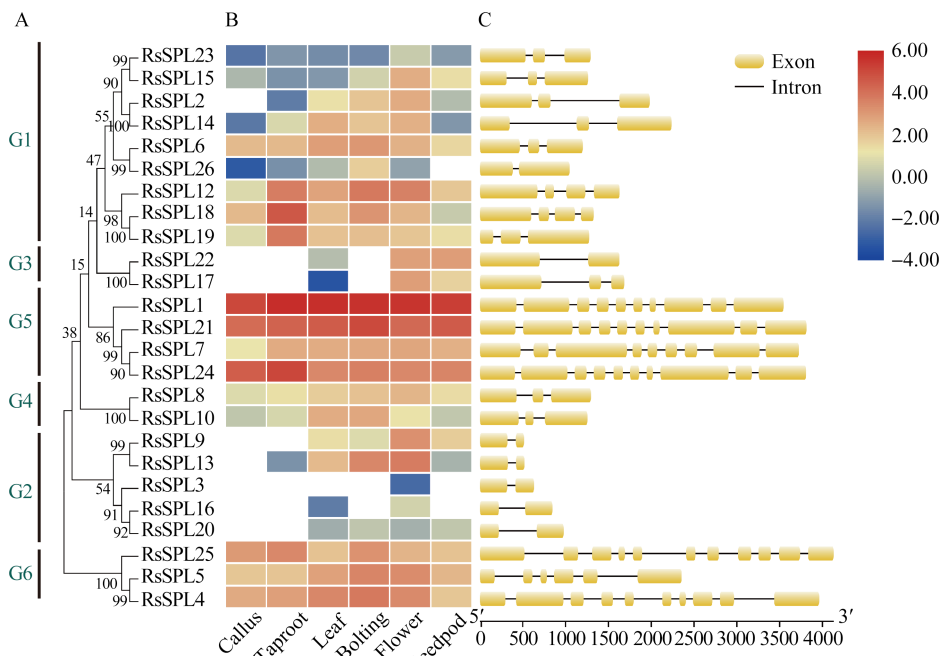 A B C
RsSPL23
RsSPL15
RsSPL2
RsSPL14
RsSPL6
RsSPL26
RsSPL12
RsSPL18
RsSPL19
RsSPL22
RsSPL17
RsSPL1
RsSPL21
RsSPL7
RsSPL24
RsSPL8
RsSPL10
RsSPL9
RsSPL13
RsSPL3
RsSPL16
RsSPL20
RsSPL25
RsSPL5
RsSPL4
G1
G3
G5
G4
G2
G6
99
90
55
100
47
99
14
98
100
15
100
38
86
99
90
100
99
54
91
92
100
99
Callus
Taproot
Leaf
Bolting
Flower
eedpod
Exon
Intron
6.00
4.00
2.00
0.00
−2.00
−4.00
5′ 3′
0 500 1000 1500 2000 2500 3000 3500 4000